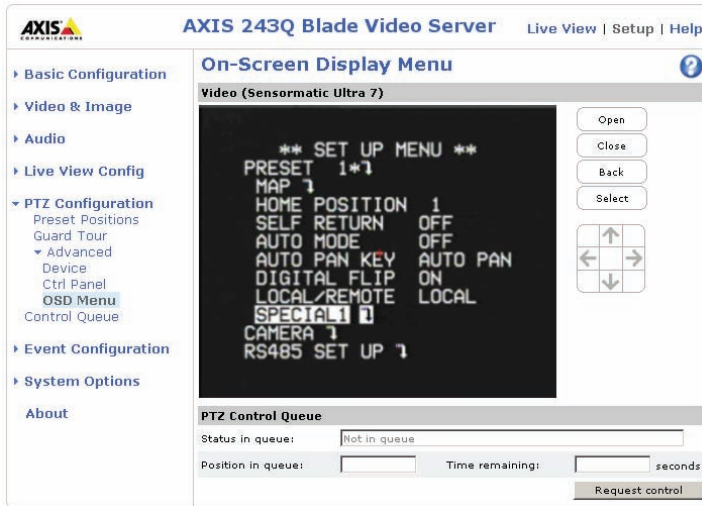 AXIS
COMMUNICATIONS
AXIS 243Q Blade Video Server
Live View | Setup | Help
Basic Configuration
Video & Image
Audio
Live View Config
PTZ Configuration
Preset Positions
Guard Tour
Advanced
Device
Ctrl Panel
OSD Menu
Control Queue
Event Configuration
System Options
About
On-Screen Display Menu
?
Video (Sensormatic Ultra 7)
** SET UP MENU **
PRESET 1*
MAP
HOME POSITION 1
SELF RETURN OFF
AUTO MODE OFF
AUTO PAN KEY AUTO PAN
DIGITAL FLIP ON
LOCAL/REMOTE LOCAL
SPECIAL1
CAMERA
RS485 SET UP
Open
Close
Back
Select
PTZ Control Queue
Status in queue: Not in queue
Position in queue: Time remaining: seconds
Request control